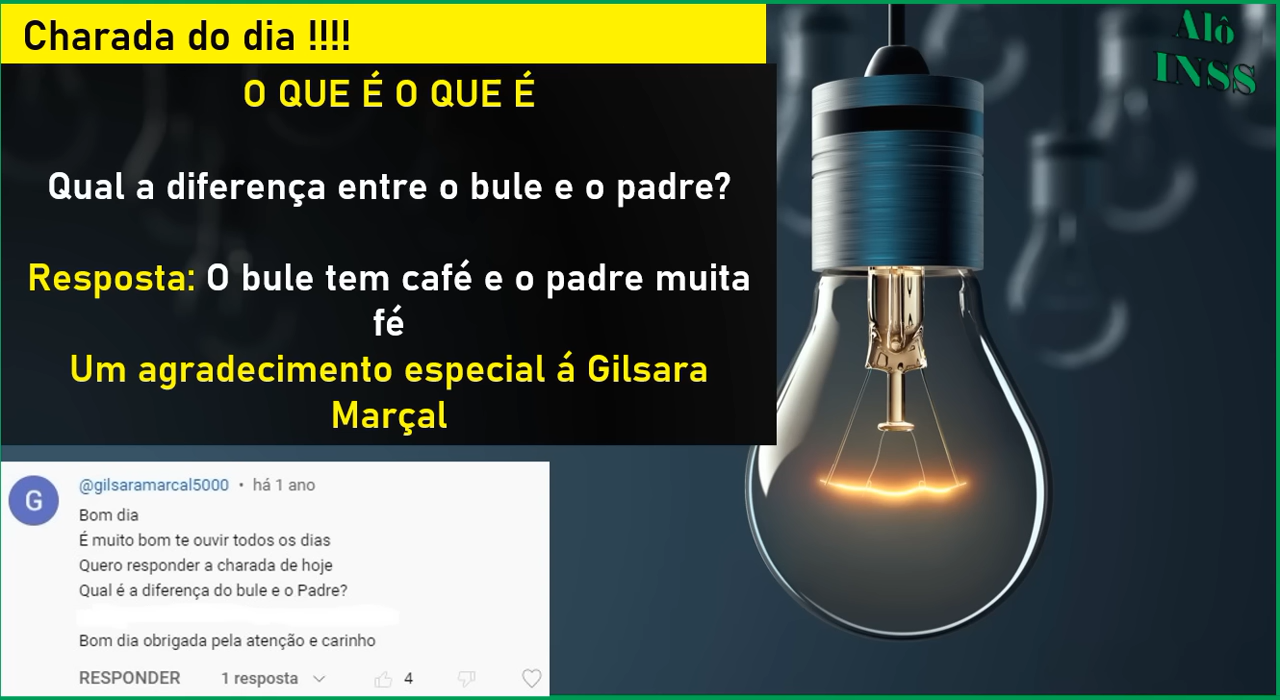 Charada do dia !!!!
Alô
INSS
O QUE É O QUE É
Qual a diferença entre o bule e o padre?
Resposta: O bule tem café e o padre muita
fé
Um agradecimento especial á Gilsara
Marçal
G
@gilsaramarcal5000 • há 1 ano
Bom dia
É muito bom te ouvir todos os dias
Quero responder a charada de hoje
Qual é a diferença do bule e o Padre?
Bom dia obrigada pela atenção e carinho
RESPONDER 1 resposta 4